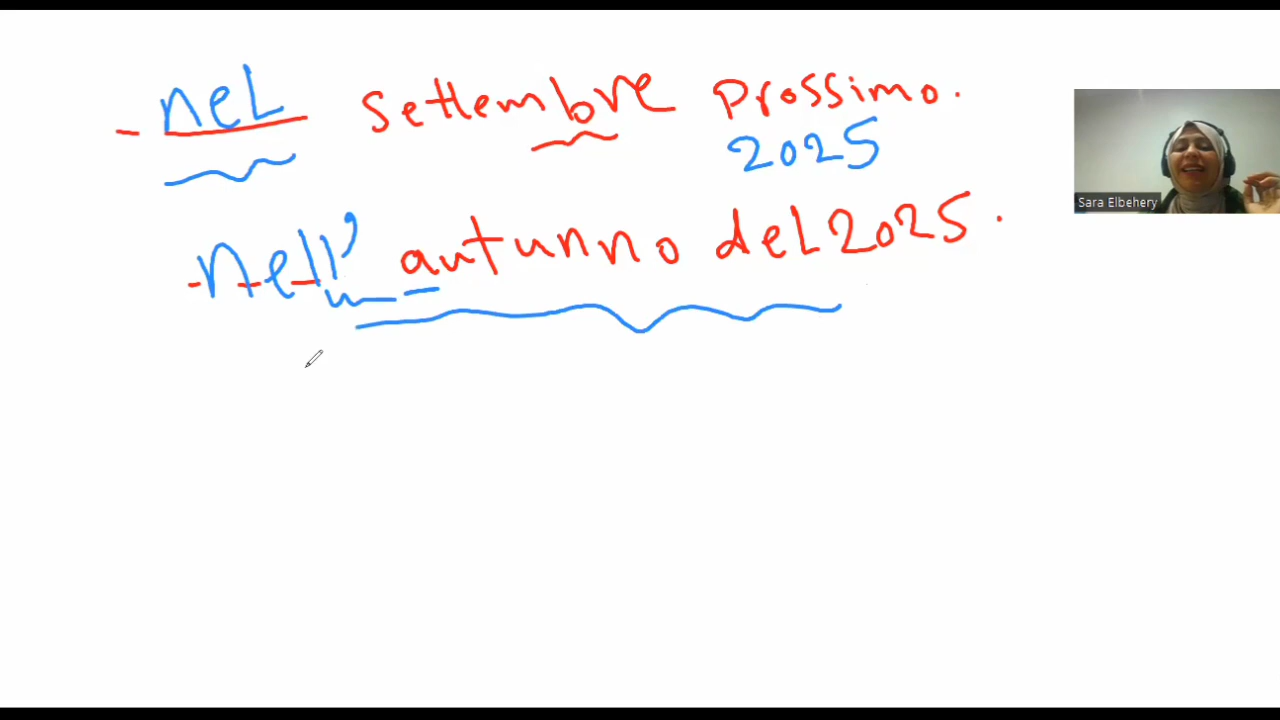 - nel settembre prossimo.
2025
Sara Elbehery
- nell' autunno del 2025.